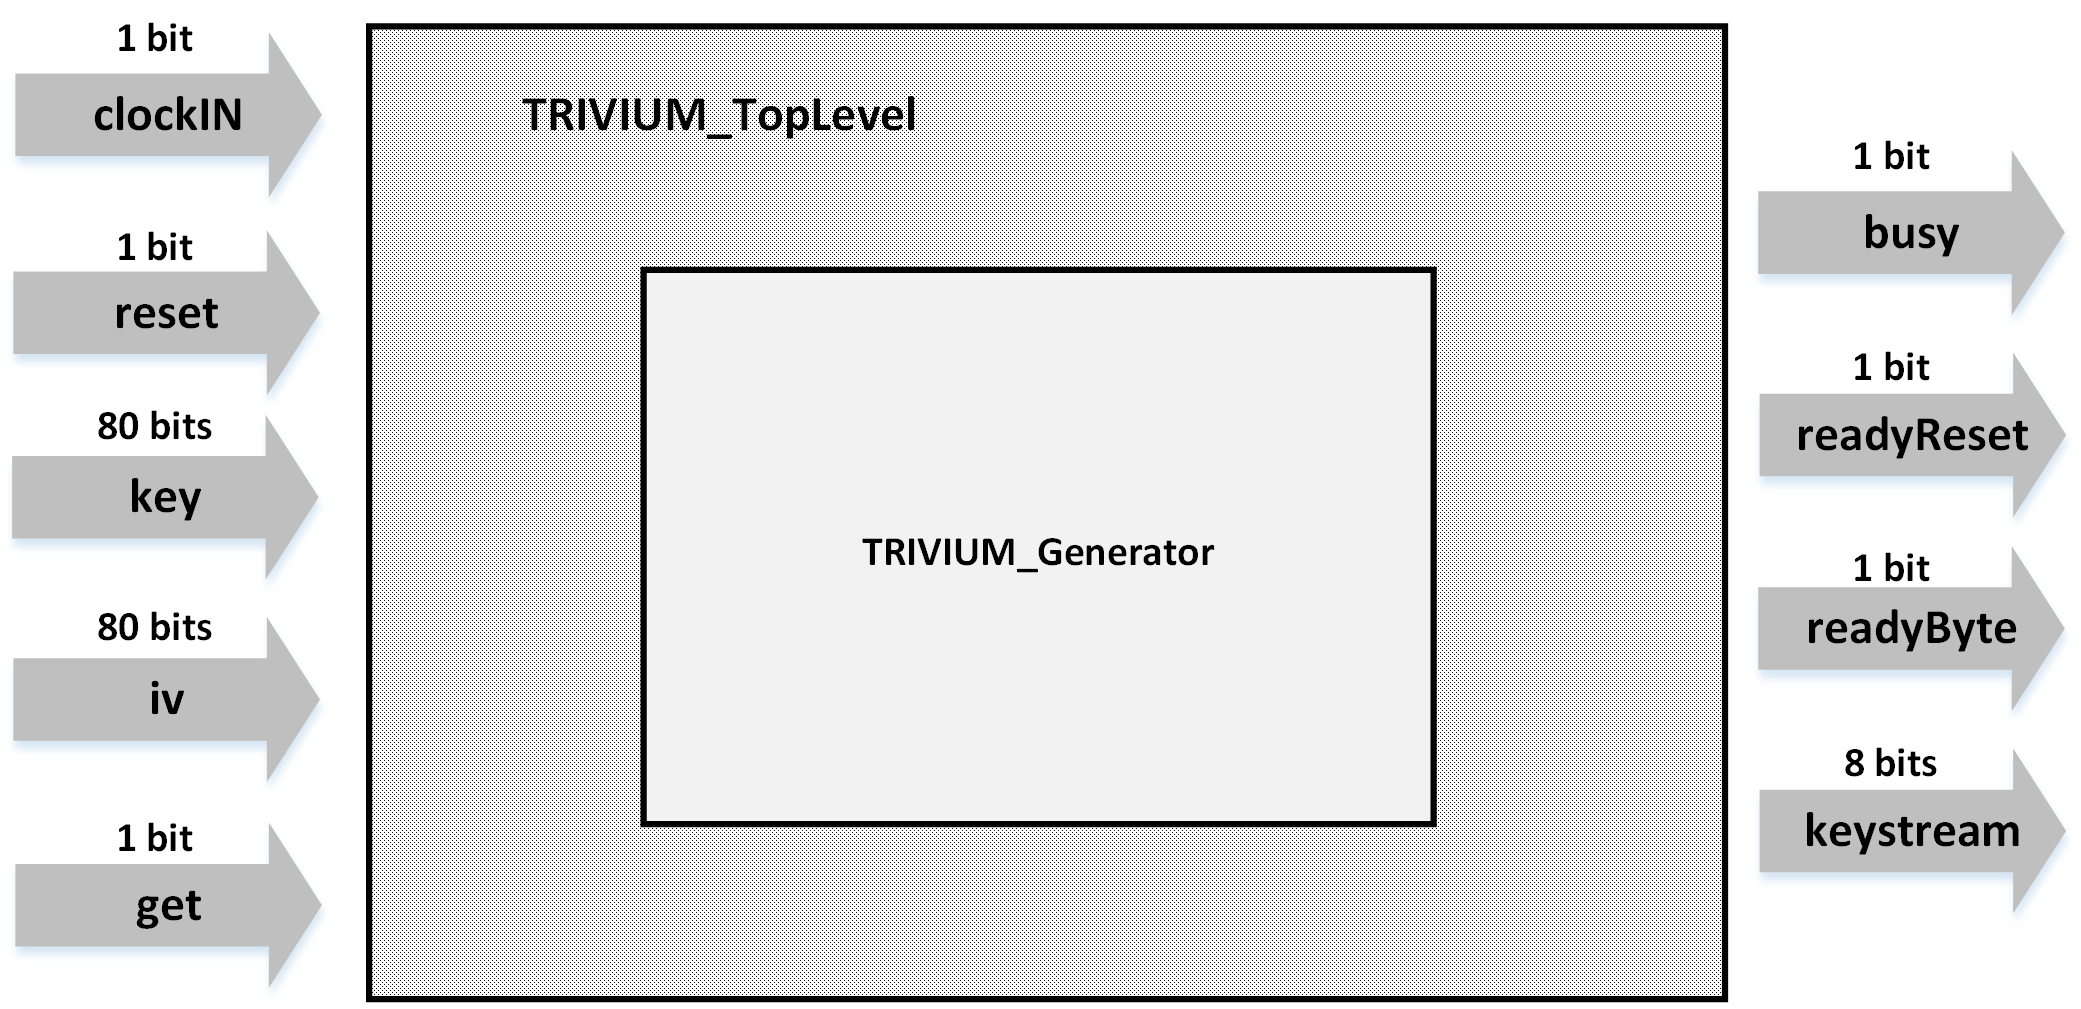 1 bit
clockIN
1 bit
reset
80 bits
key
80 bits
iv
1 bit
get
TRIVIUM_TopLevel
TRIVIUM_Generator
1 bit
busy
1 bit
readyReset
1 bit
readyByte
8 bits
keystream